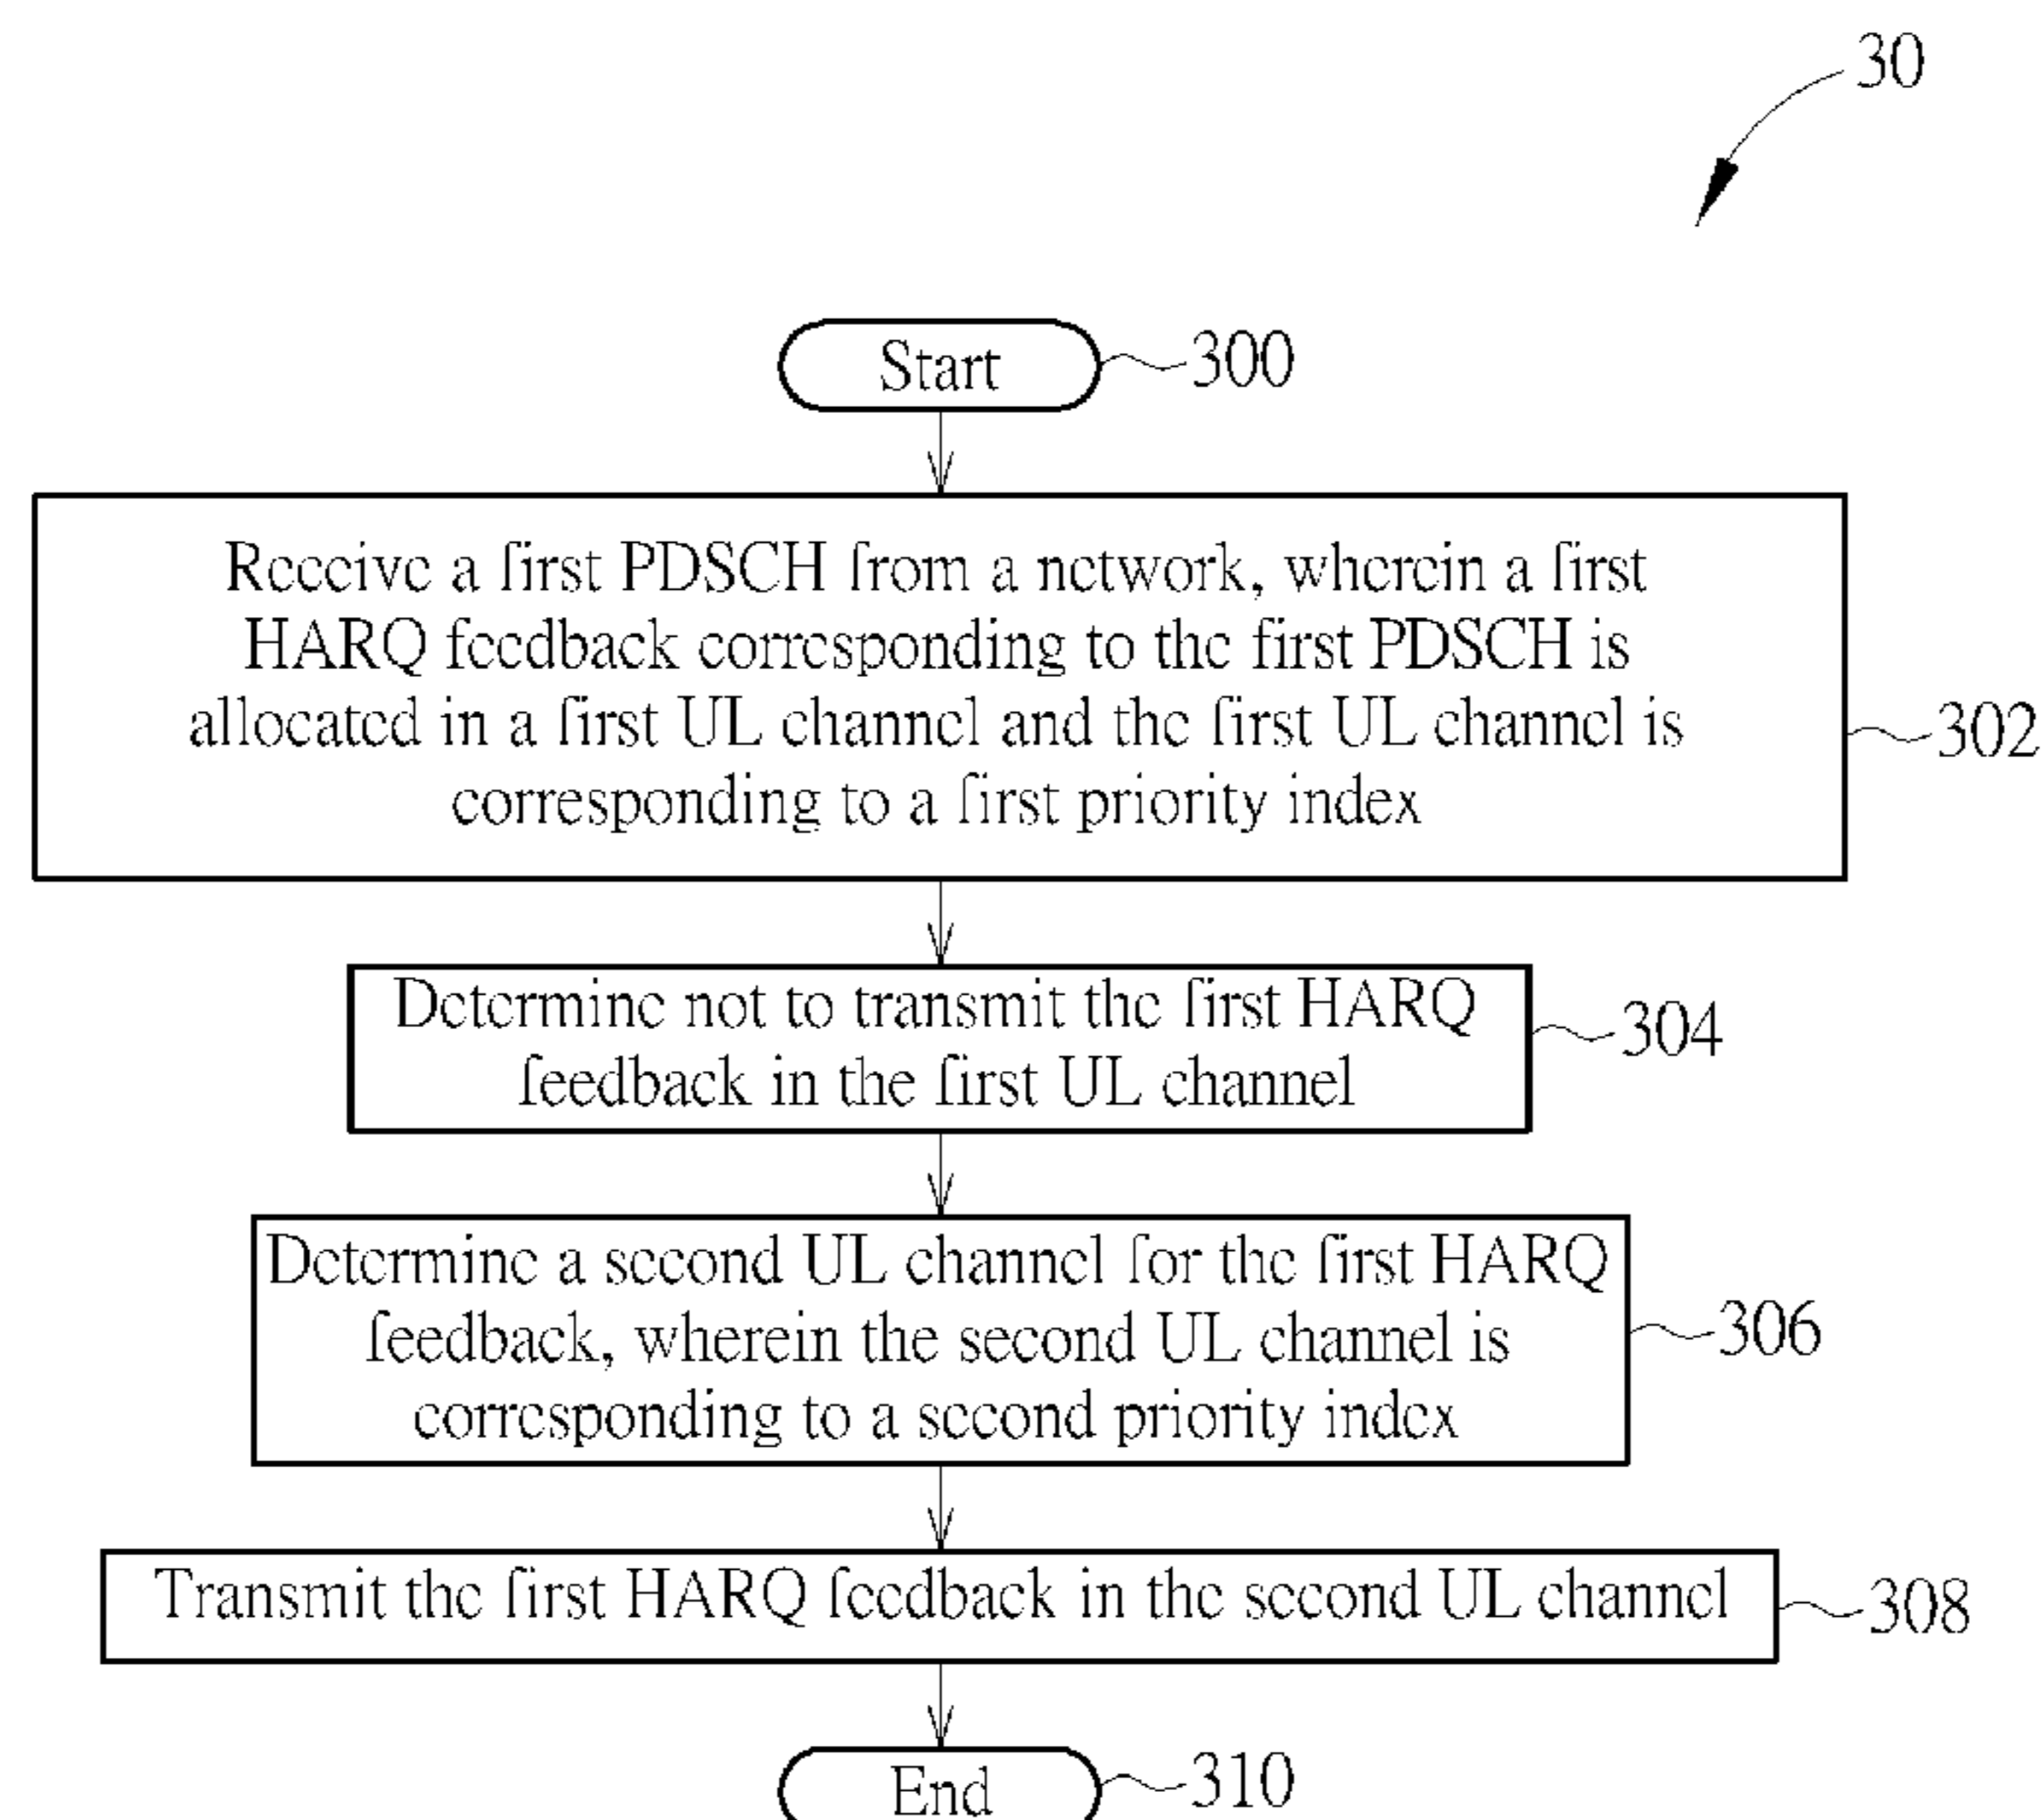 30
Start
300
Receive a first PDSCH from a network, wherein a first
HARQ feedback corresponding to the first PDSCH is
allocated in a first UL channel and the first UL channel is
corresponding to a first priority index
302
Determine not to transmit the first HARQ
feedback in the first UL channel
304
Determine a second UL channel for the first HARQ
feedback, wherein the second UL channel is
corresponding to a second priority index
306
Transmit the first HARQ feedback in the second UL channel
308
End
310